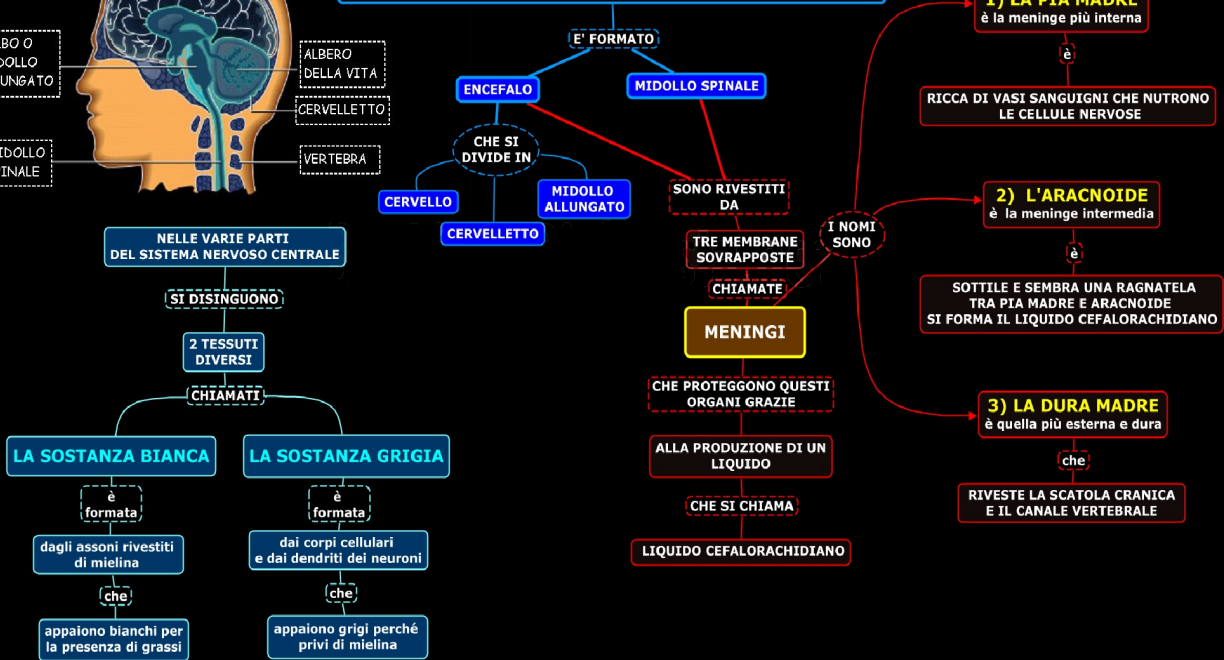 ALBERO
DELLA VITA
CERVELLETTO
VERTEBRA
E' FORMATO
ENCEFALO
MIDOLLO SPINALE
CHE SI
DIVIDE IN
CERVELLO
CERVELLETTO
MIDOLLO
ALLUNGATO
SONO RIVESTITI
DA
TRE MEMBRANE
SOVRAPPOSTE
CHIAMATE
MENINGI
CHE PROTEGGONO QUESTI
ORGANI GRAZIE
ALLA PRODUZIONE DI UN
LIQUIDO
CHE SI CHIAMA
LIQUIDO CEFALORACHIDIANO
I NOMI
SONO
1) LA PIA MADRE
è la meninge più interna
è
RICCA DI VASI SANGUIGNI CHE NUTRONO
LE CELLULE NERVOSE
2) L'ARACNOIDE
è la meninge intermedia
è
SOTTILE E SEMBRA UNA RAGNATELA
TRA PIA MADRE E ARACNOIDE
SI FORMA IL LIQUIDO CEFALORACHIDIANO
3) LA DURA MADRE
è quella più esterna e dura
che
RIVESTE LA SCATOLA CRANICA
E IL CANALE VERTEBRALE
NELLE VARIE PARTI
DEL SISTEMA NERVOSO CENTRALE
SI DISINGUONO
2 TESSUTI
DIVERSI
CHIAMATI
LA SOSTANZA BIANCA
è
formata
dagli assoni rivestiti
di mielina
che
appaiono bianchi per
la presenza di grassi
LA SOSTANZA GRIGIA
è
formata
dai corpi cellulari
e dai dendriti dei neuroni
che
appaiono grigi perché
privi di mielina